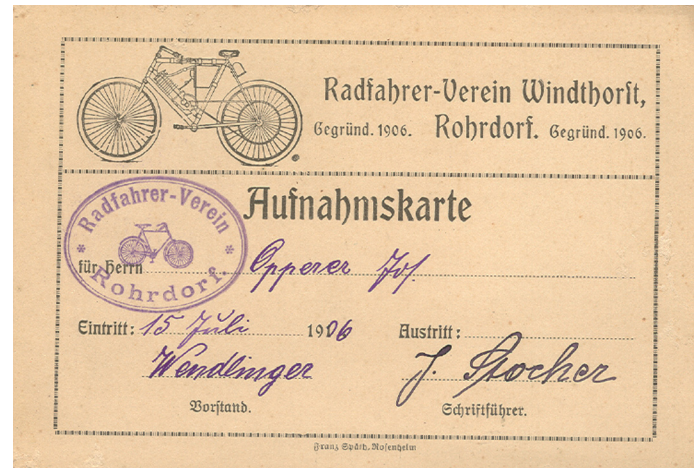 Radfahrer-Verein Windthorst,
Gegründ. 1906. Rohrdorf. Gegründ. 1906.
Aufnahmskarte
Radfahrer-Verein
Rohrdorf.
für Herrn Opperer Jos.
Eintritt: 15 Juli 1906 Austritt:
Wendlinger J. Stocher
Vorstand. Schriftführer.
Franz Späth, Rosenheim